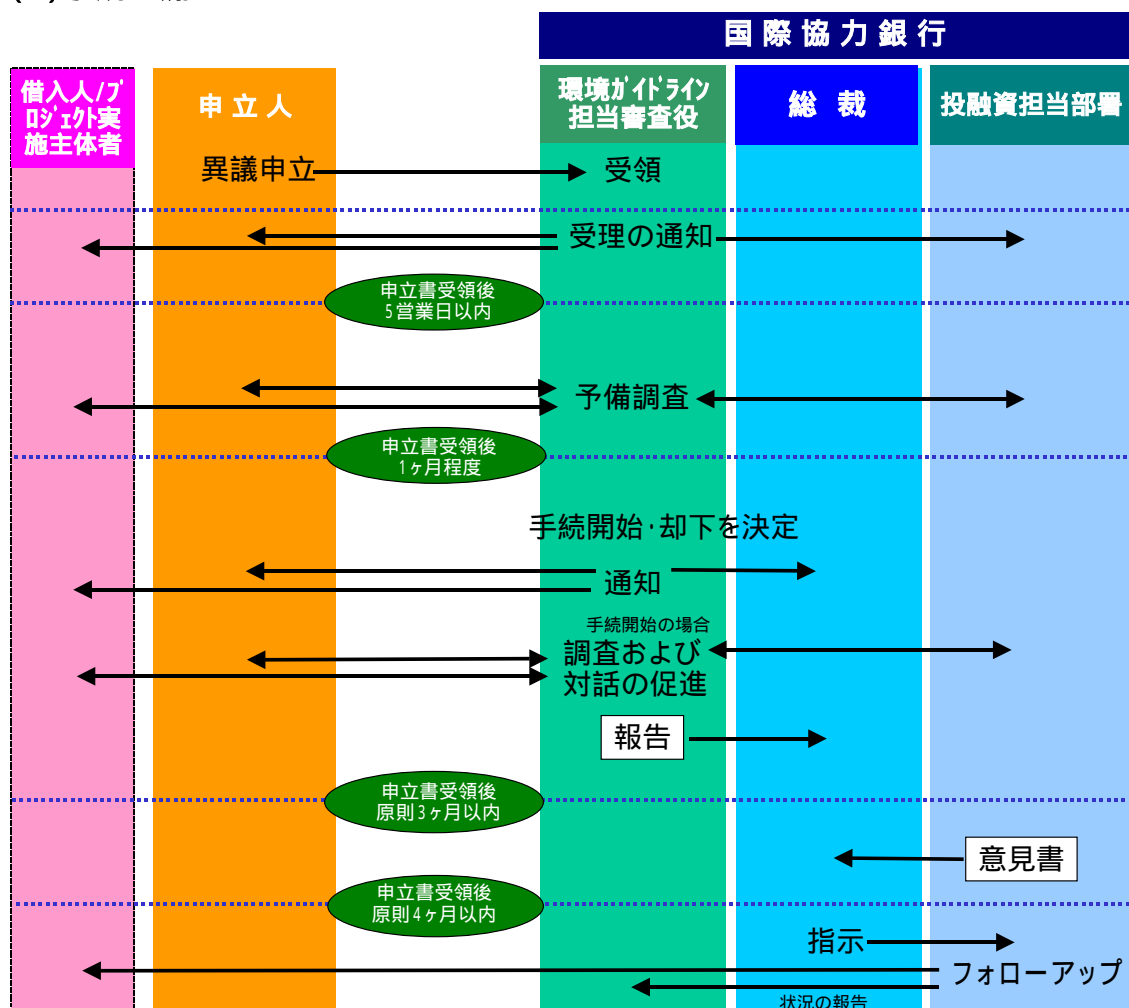 国際協力銀行
借入人/プ
ロジェクト実
施主体者
申立人
環境ガイドライン
担当審査役
総裁
投融資担当部署
異議申立
受領
受理の通知
申立書受領後
5営業日以内
予備調査
申立書受領後
1ヶ月程度
手続開始・却下を決定
通知
手続開始の場合
調査および
対話の促進
報告
申立書受領後
原則3ヶ月以内
意見書
申立書受領後
原則4ヶ月以内
指示
フォローアップ
状況の報告